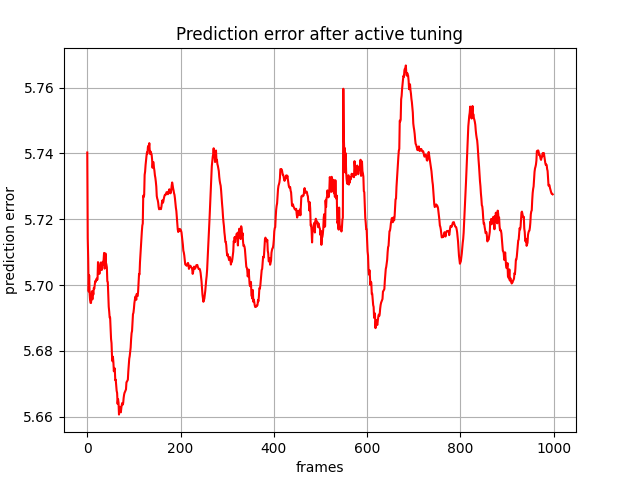 Prediction error after active tuning
5.76
5.74
5.72
5.70
5.68
5.66
prediction error
0 200 400 600 800 1000
frames